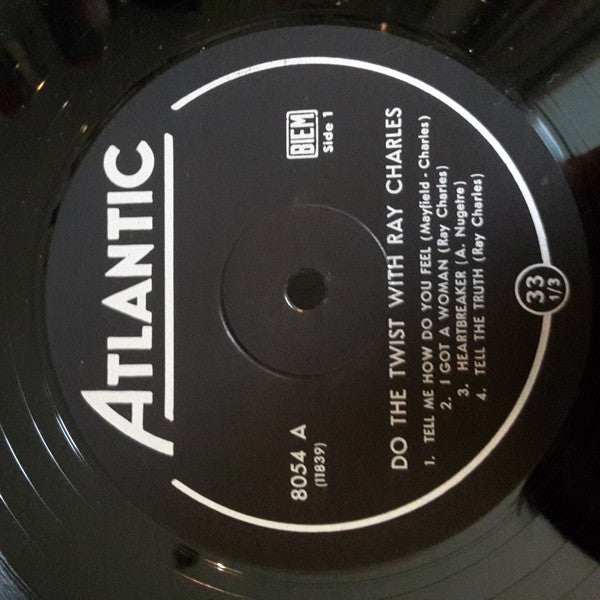 ATLANTIC
BIEM
Side 1
8054 A
(11839)
DO THE TWIST WITH RAY CHARLES
1. TELL ME HOW DO YOU FEEL (Mayfield - Charles)
2. I GOT A WOMAN (Ray Charles)
3. HEARTBREAKER (A. Nugetre)
4. TELL THE TRUTH (Ray Charles)
33
1/3